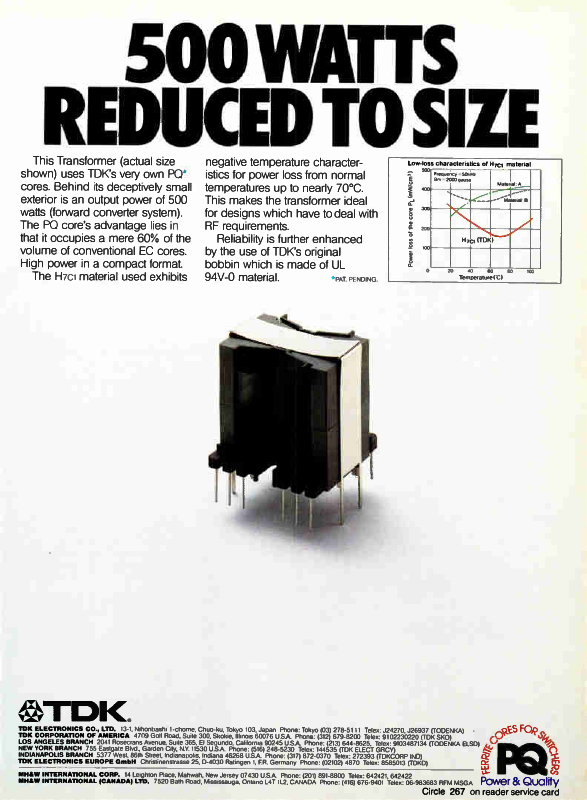 500 WATTS
REDUCED TO SIZE
This Transformer (actual size
shown) uses TDK's very own PQ*
cores. Behind its deceptively small
exterior is an output power of 500
watts (forward converter system).
The PQ core's advantage lies in
that it occupies a mere 60% of the
volume of conventional EC cores.
High power in a compact format.
The H7C1 material used exhibits
negative temperature character-
istics for power loss from normal
temperatures up to nearly 70°C.
This makes the transformer ideal
for designs which have to deal with
RF requirements.
Reliability is further enhanced
by the use of TDK's original
bobbin which is made of UL
94V-0 material.
*PAT. PENDING.
Low-loss characteristics of H7C1 material
Power loss of the core PL (mW/cm³)
500
400
300
200
100
0
Frequency = 50kHz
Bm = 2000 gauss
Material: A
Material: B
H7C1 (TDK)
20 40 60 80 100
Temperature(°C)
TDK®
TDK ELECTRONICS CO., LTD. 13-1, Nihonbashi 1-chome, Chuo-ku, Tokyo 103, Japan Phone: Tokyo (03) 278-5111 Telex: J24270, J26937 (TODENKA)
TDK CORPORATION OF AMERICA 4709 Golf Road, Suite 300, Skokie, Illinois 60076 U.S.A. Phone: (312) 679-8200 Telex: 9102230220 (TDK SKO)
LOS ANGELES BRANCH 2041 Rosecrans Avenue, Suite 365, El Segundo, California 90245 U.S.A. Phone: (213) 644-8625, Telex: 9103487134 (TODENKA ELSD)
NEW YORK BRANCH 755 Eastgate Blvd., Garden City, N.Y. 11530 U.S.A. Phone: (516) 248-5230 Telex: 144535 (TDK ELECT GRCY)
INDIANAPOLIS BRANCH 5377 West, 86th Street, Indianapolis, Indiana 46268 U.S.A. Phone: (317) 872-0370 Telex: 272393 (TDKCORP IND)
TDK ELECTRONICS EUROPE GmbH Christinenstrasse 25, D-4030 Ratingen 1, F.R. Germany Phone: (02102) 4870 Telex: 8585013 (TDKD)
MH&W INTERNATIONAL CORP. 14 Leighton Place, Mahwah, New Jersey 07430 U.S.A. Phone: (201) 891-8800 Telex: 642421, 642422
MH&W INTERNATIONAL (CANADA) LTD. 7520 Bath Road, Mississauga, Ontario L4T 1L2, CANADA Phone: (416) 676-9401 Telex: 06-983683 RFM MSGA
FERRITE CORES FOR SWITCHERS
PQ
Power & Quality
Circle 267 on reader service card